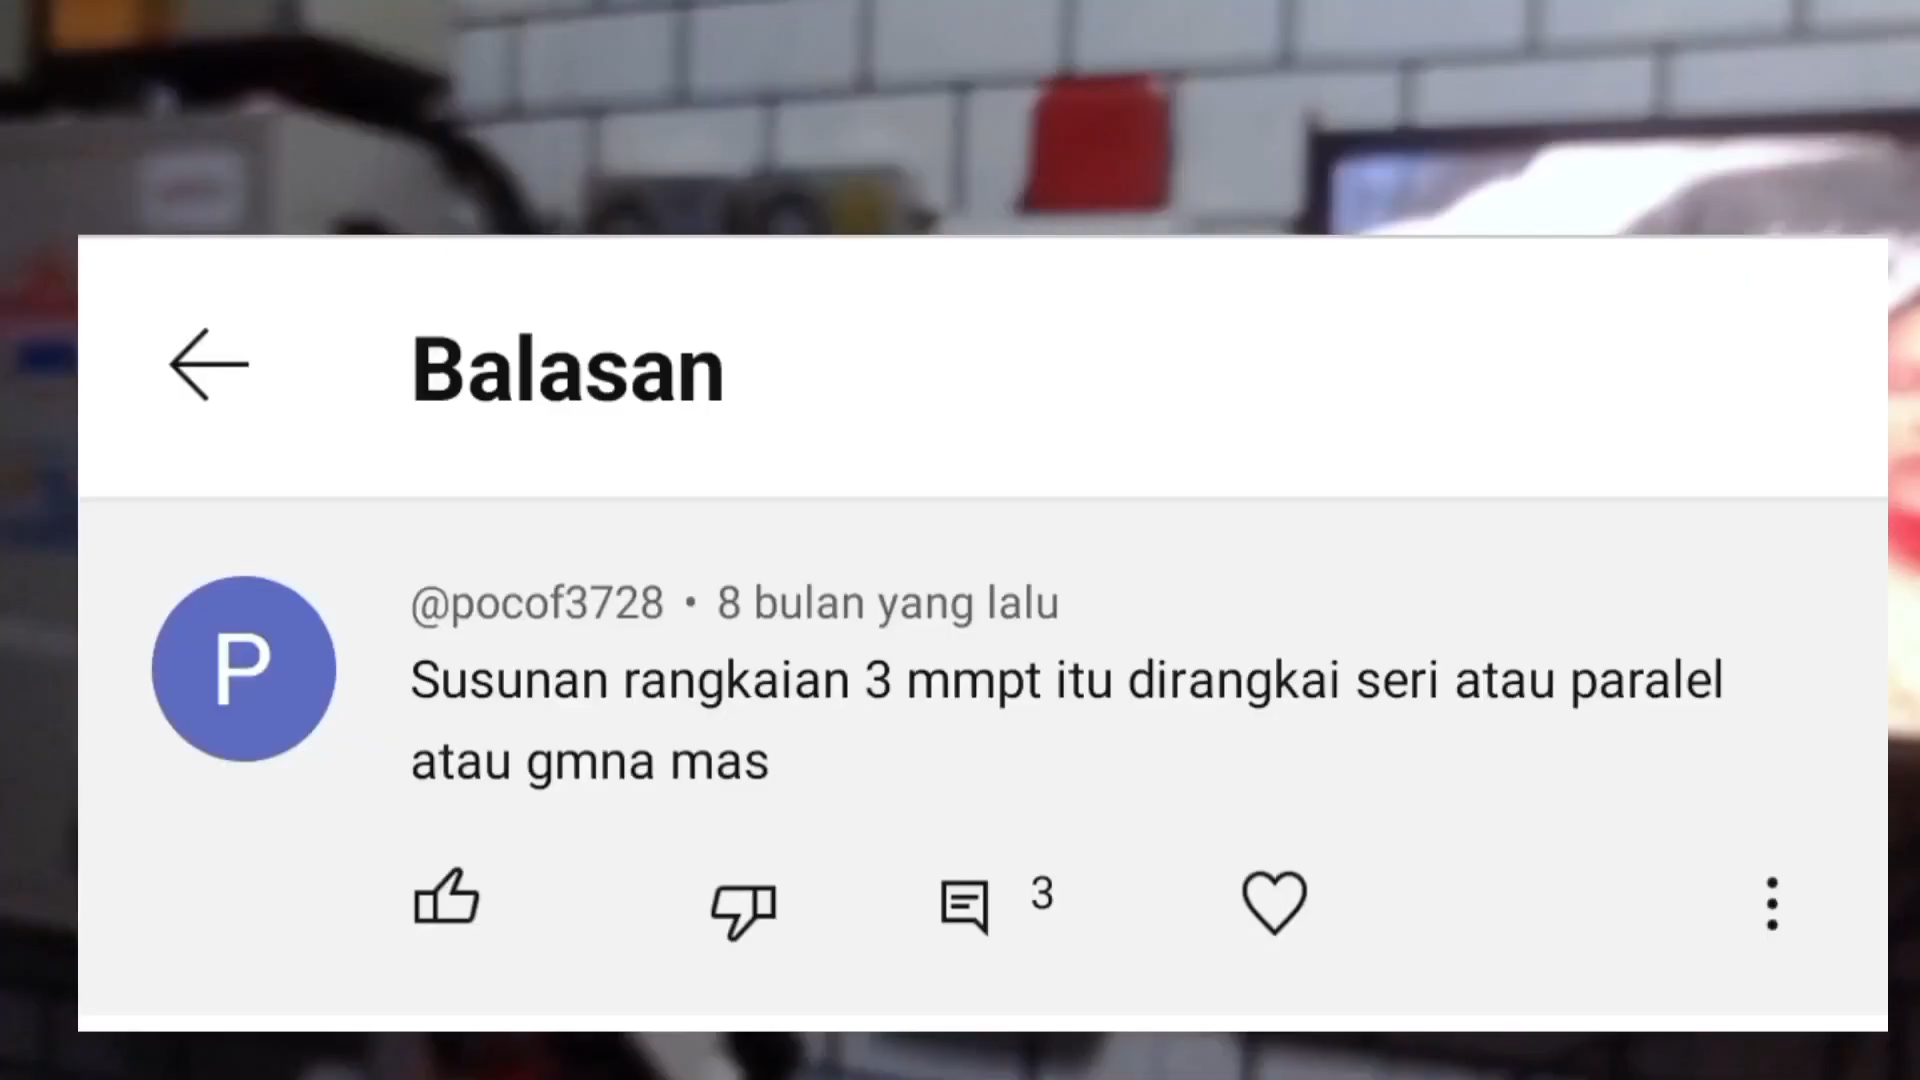 Balasan
P
@pocof3728 • 8 bulan yang lalu
Susunan rangkaian 3 mmpt itu dirangkai seri atau paralel
atau gmna mas
3